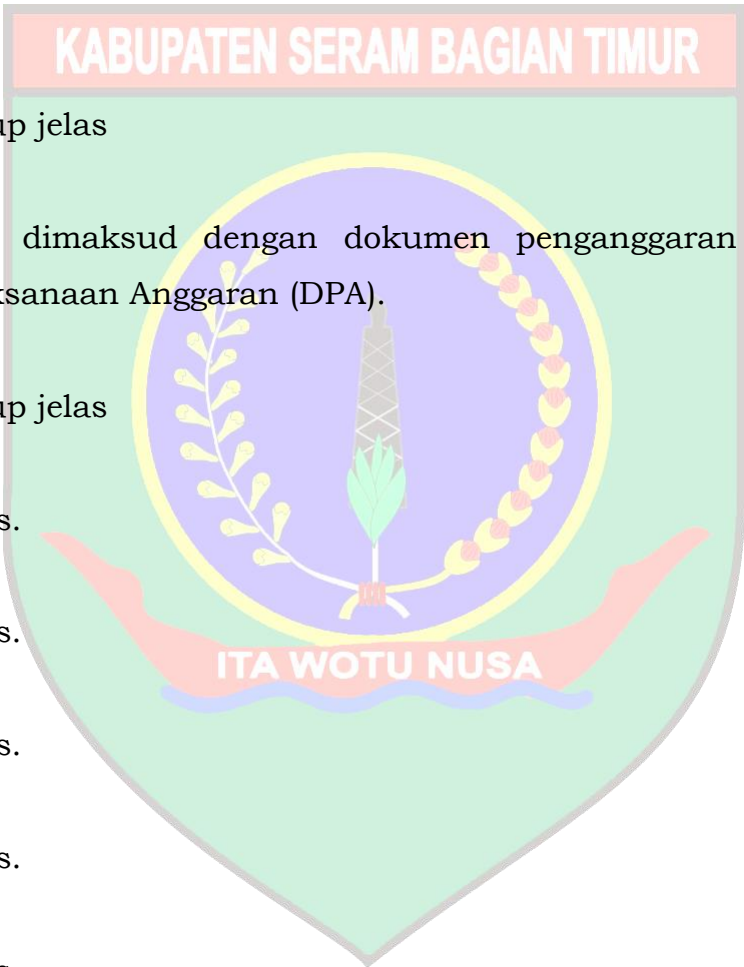 KABUPATEN SERAM BAGIAN TIMUR
up jelas
dimaksud dengan dokumen penganggaran
ksanaan Anggaran (DPA).
up jelas
s.
s.
ITA WOTU NUSA
s.
s.